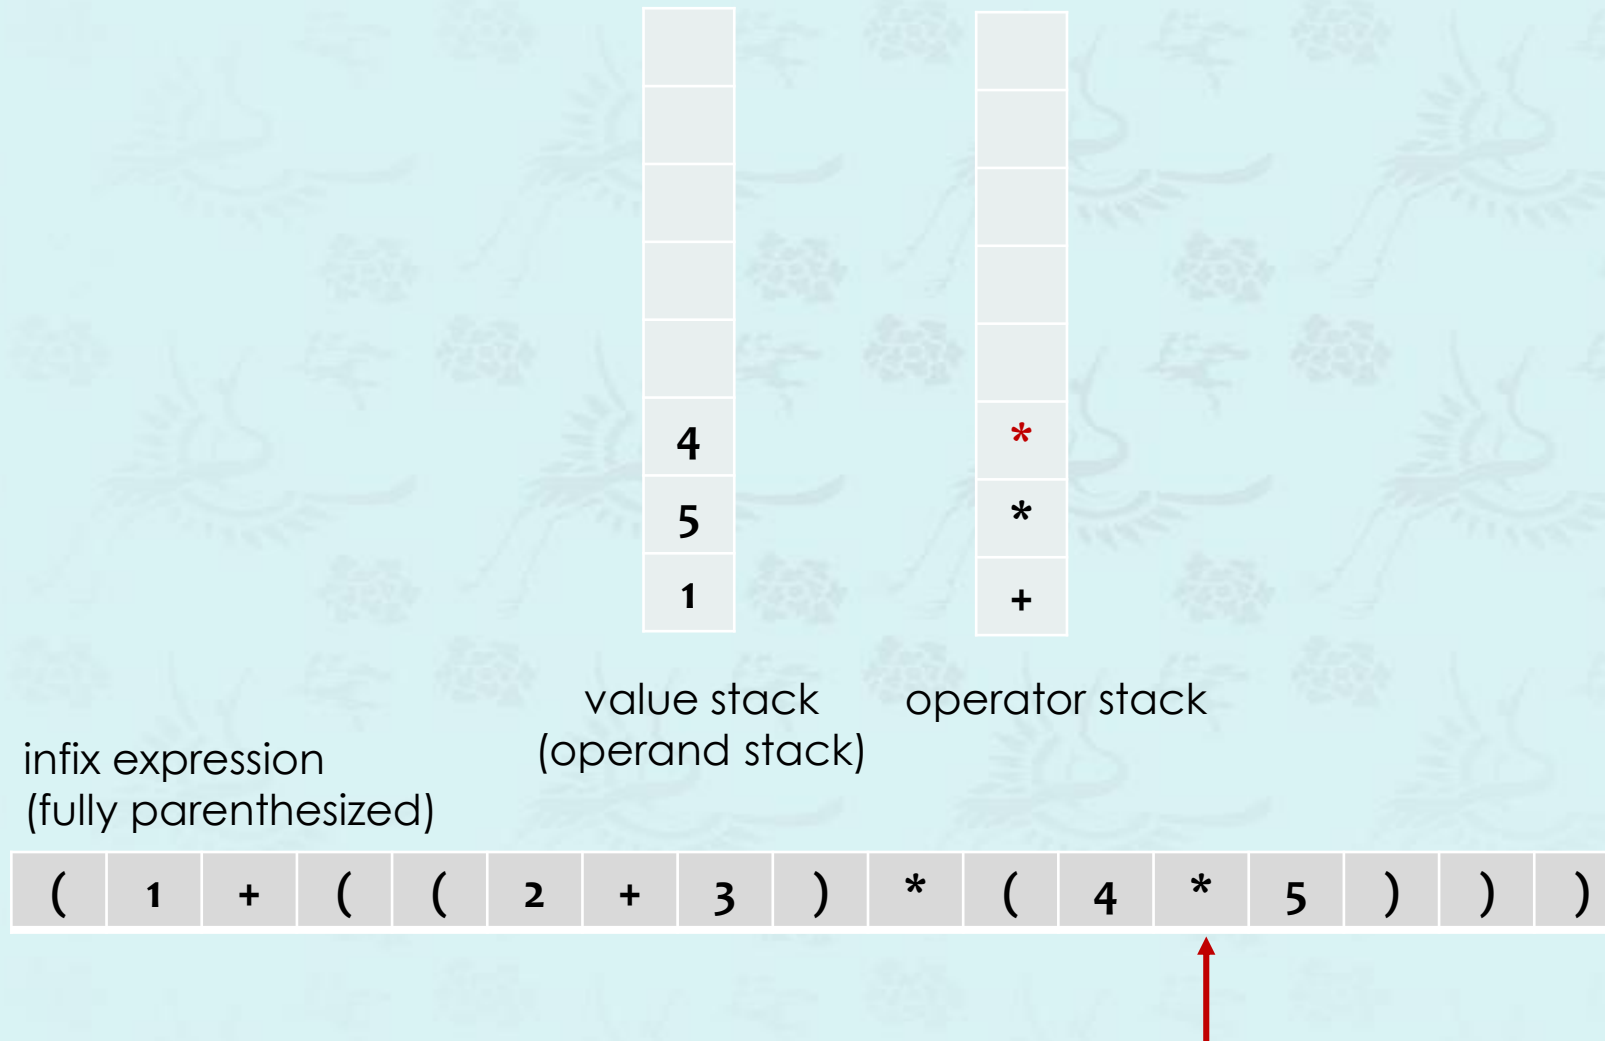 4 *
5 *
1 +
value stack operator stack
(operand stack)
infix expression
(fully parenthesized)
( 1 + ( ( 2 + 3 ) * ( 4 * 5 ) ) )